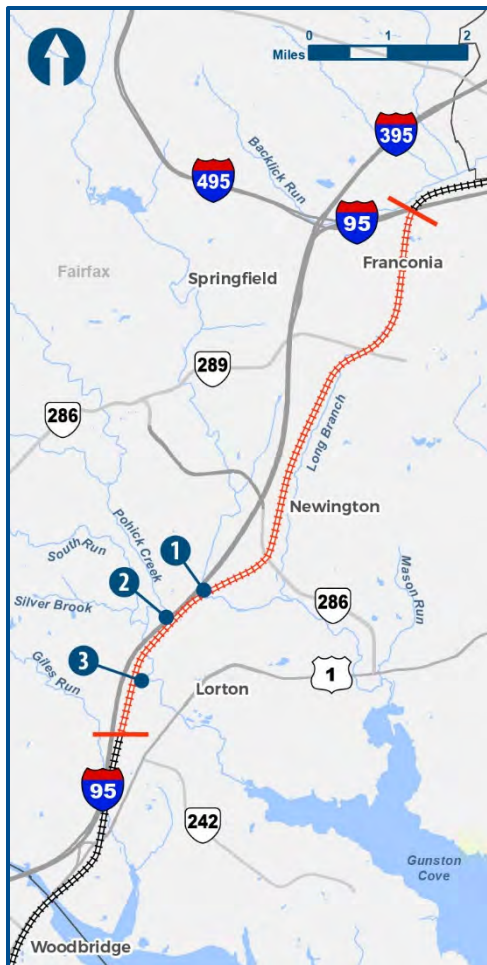 0 1 2
Miles
395
Backlick Run
495
95
Franconia
Springfield
Fairfax
289
286
Long Branch
Newington
Pohick Creek
South Run
1
2
Mason Run
286
Silver Brook
3
Giles Run
1
Lorton
95
242
Gunston
Cove
Woodbridge